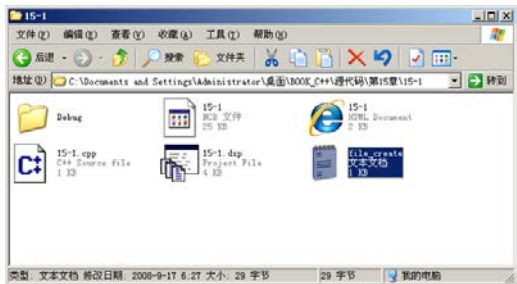 15-1
文件(F) 编辑(E) 查看(V) 收藏(A) 工具(T) 帮助(H)
后退 搜索 文件夹
地址(D) C:\Documents and Settings\Administrator\桌面\BOOK_C++\源代码\第15章\15-1 转到
Debug
15-1
NCB 文件
25 KB
15-1
HTML Document
2 KB
15-1.cpp
C++ Source file
1 KB
15-1.dsp
Project File
4 KB
file_create
文本文档
1 KB
类型: 文本文档 修改日期: 2008-9-17 6:27 大小: 29 字节 29 字节 我的电脑